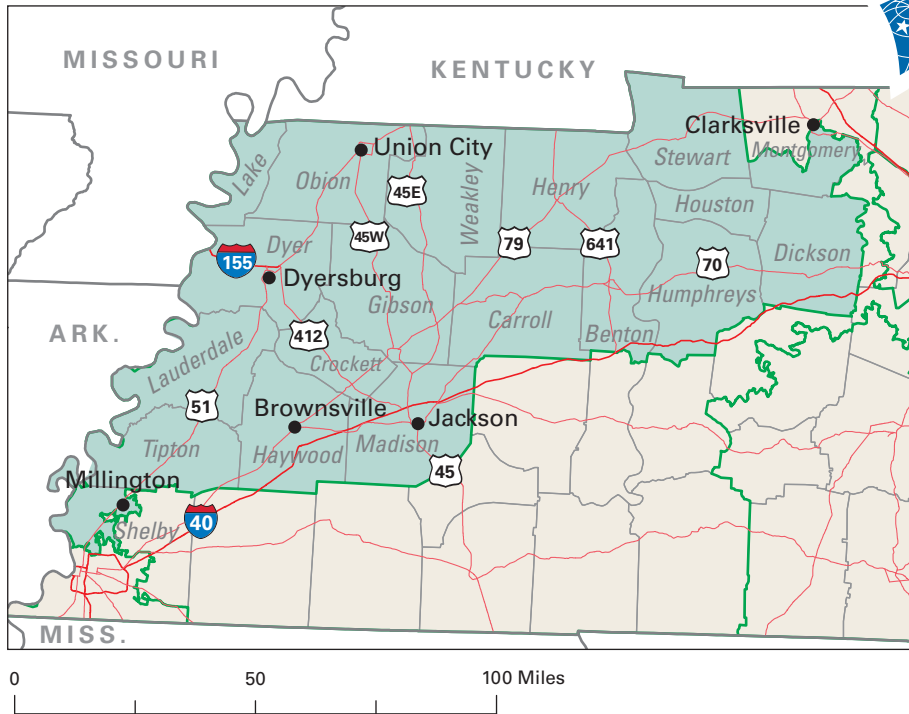 MISSOURI
KENTUCKY
Clarksville
Montgomery
Union City
Stewart
Lake
Obion
45E
Weakley
Henry
Houston
45W
79
641
Dyer
155
70
Dickson
Dyersburg
Gibson
Humphreys
ARK.
412
Carroll
Benton
Lauderdale
Crockett
51
Brownsville
Jackson
Tipton
Haywood
Madison
45
Millington
40
Shelby
MISS.
0 50 100 Miles